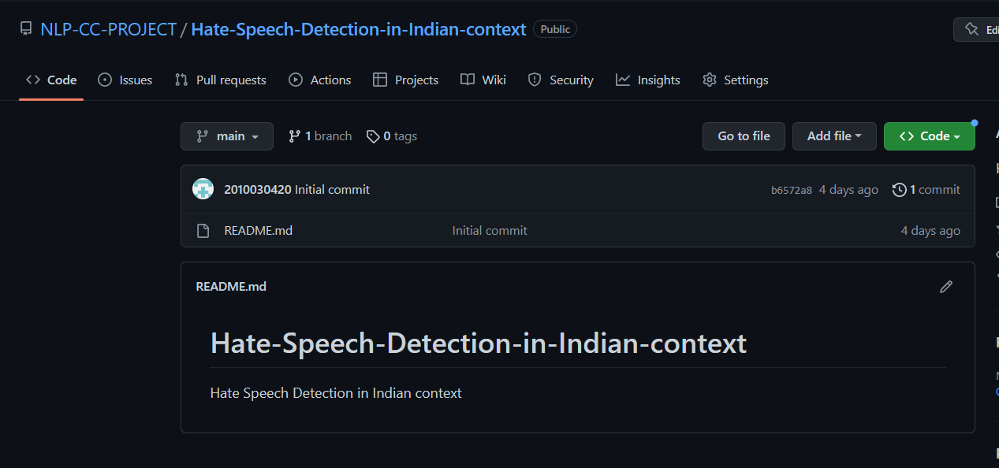 NLP-CC-PROJECT / Hate-Speech-Detection-in-Indian-context Public
Code Issues Pull requests Actions Projects Wiki Security Insights Settings
main 1 branch 0 tags Go to file Add file Code
2010030420 Initial commit b6572a8 4 days ago 1 commit
README.md Initial commit 4 days ago
README.md
Hate-Speech-Detection-in-Indian-context
Hate Speech Detection in Indian context